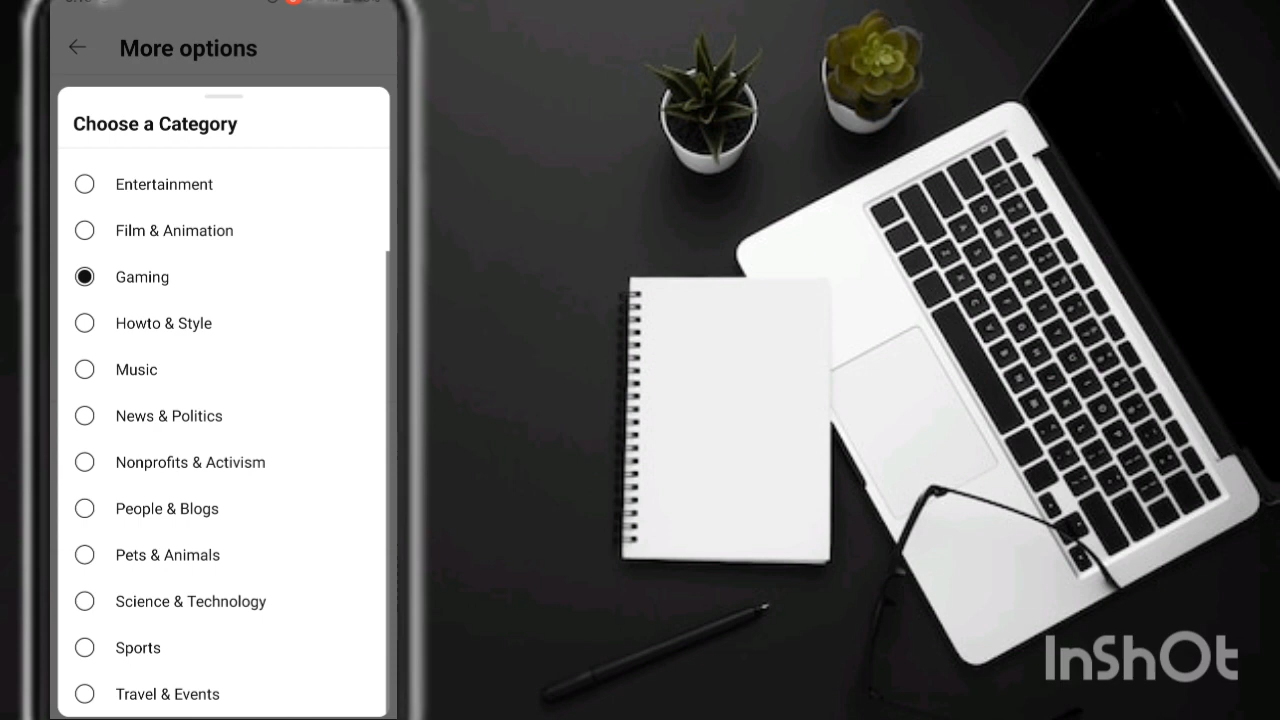 More options
Choose a Category
Entertainment
Film & Animation
Gaming
Howto & Style
Music
News & Politics
Nonprofits & Activism
People & Blogs
Pets & Animals
Science & Technology
Sports
Travel & Events
InShOt